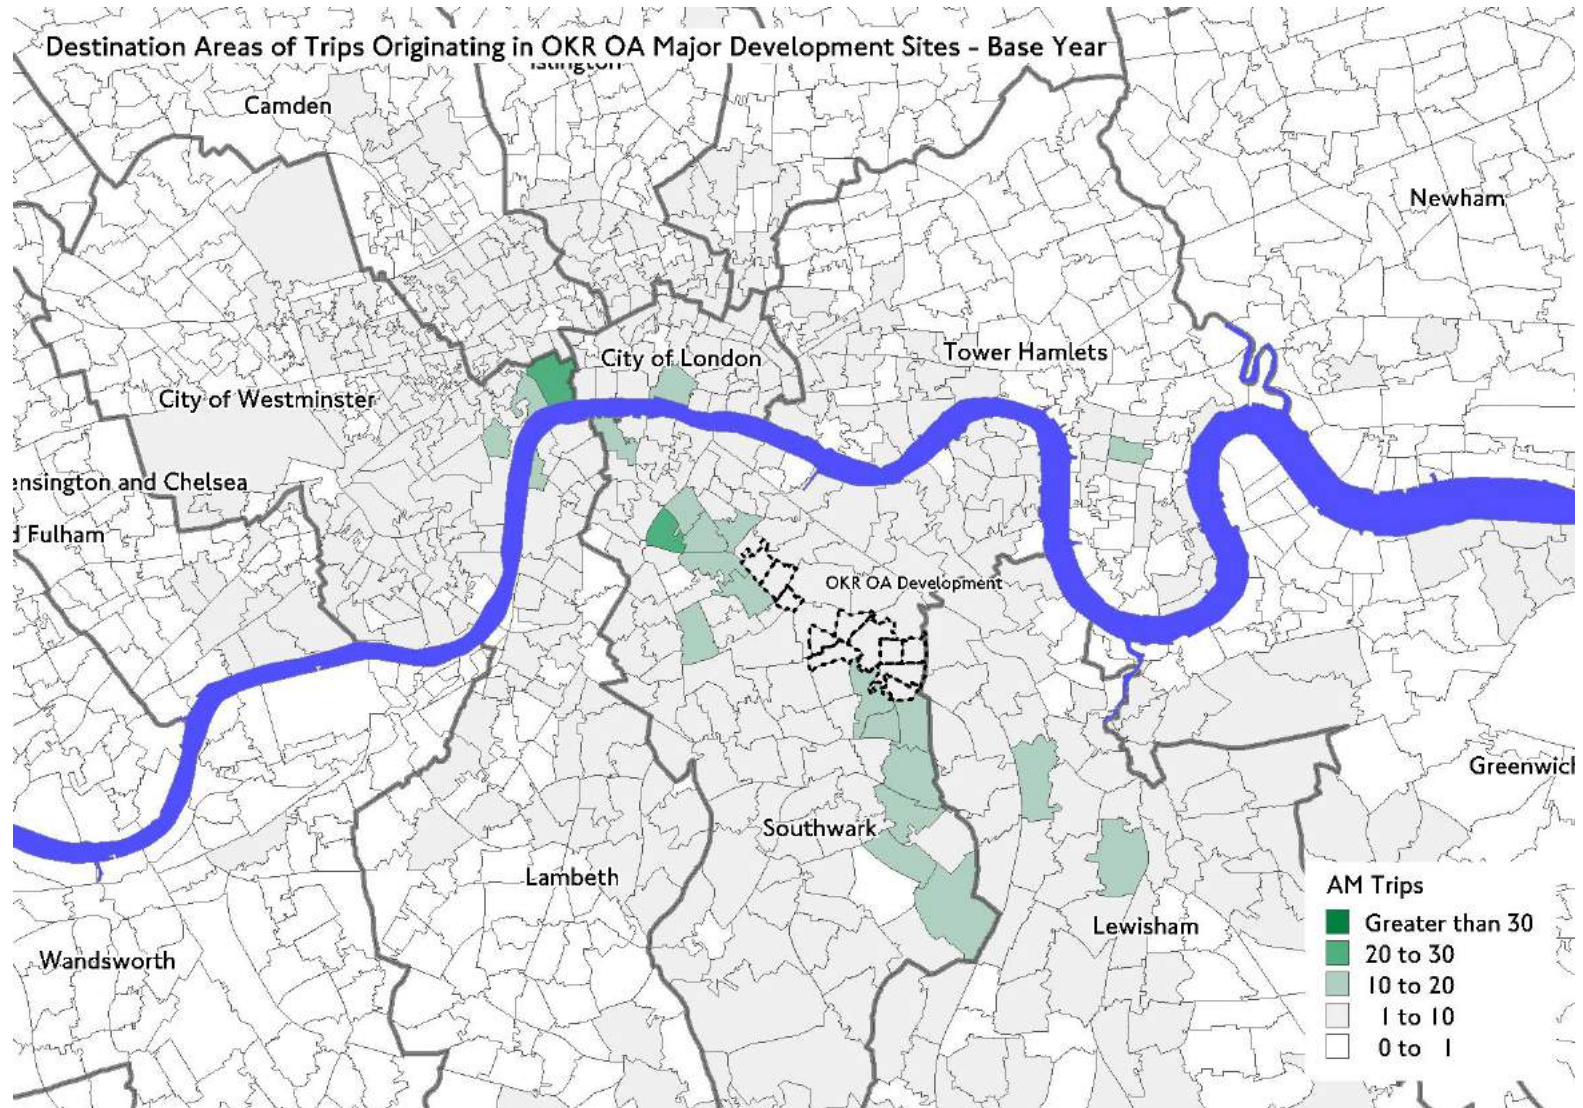 Destination Areas of Trips Originating in OKR OA Major Development Sites - Base Year
Islington
Camden
Newham
City of London
Tower Hamlets
City of Westminster
ensington and Chelsea
d Fulham
OKR OA Development
Greenwich
Southwark
Lambeth
Lewisham
Wandsworth
AM Trips
Greater than 30
20 to 30
10 to 20
1 to 10
0 to 1